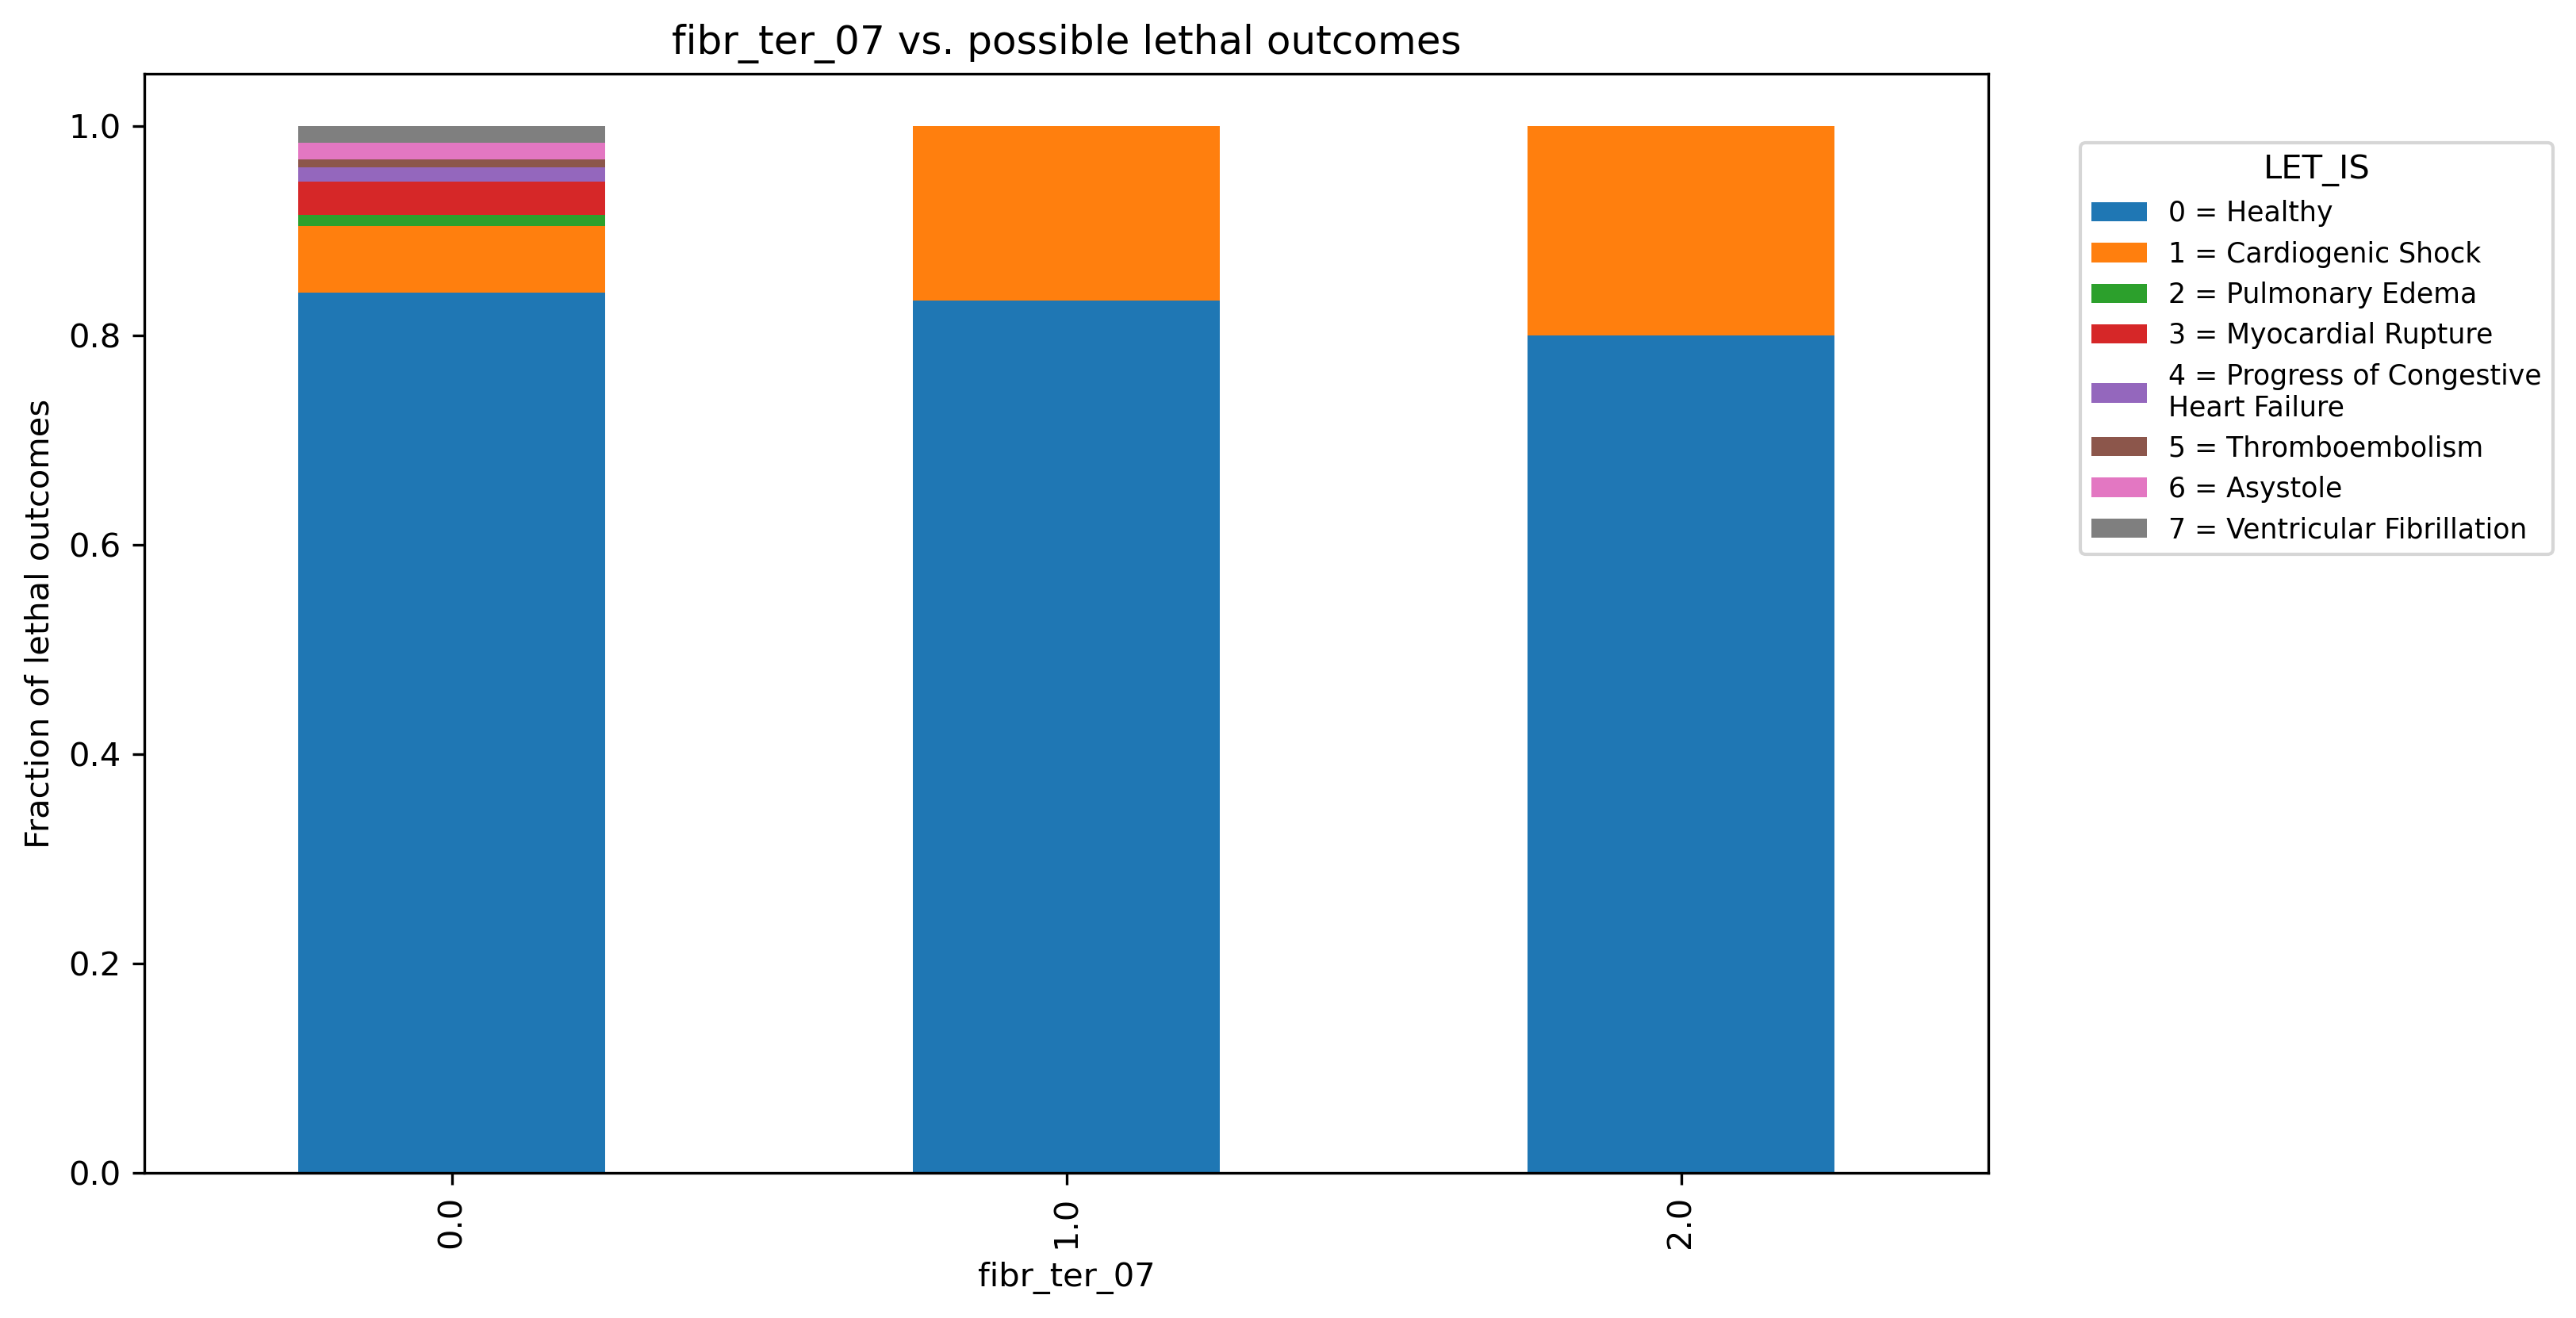 fibr_ter_07 vs. possible lethal outcomes
Fraction of lethal outcomes
1.0
0.8
0.6
0.4
0.2
0.0
0.0
1.0
2.0
fibr_ter_07
LET_IS
0 = Healthy
1 = Cardiogenic Shock
2 = Pulmonary Edema
3 = Myocardial Rupture
4 = Progress of Congestive
Heart Failure
5 = Thromboembolism
6 = Asystole
7 = Ventricular Fibrillation